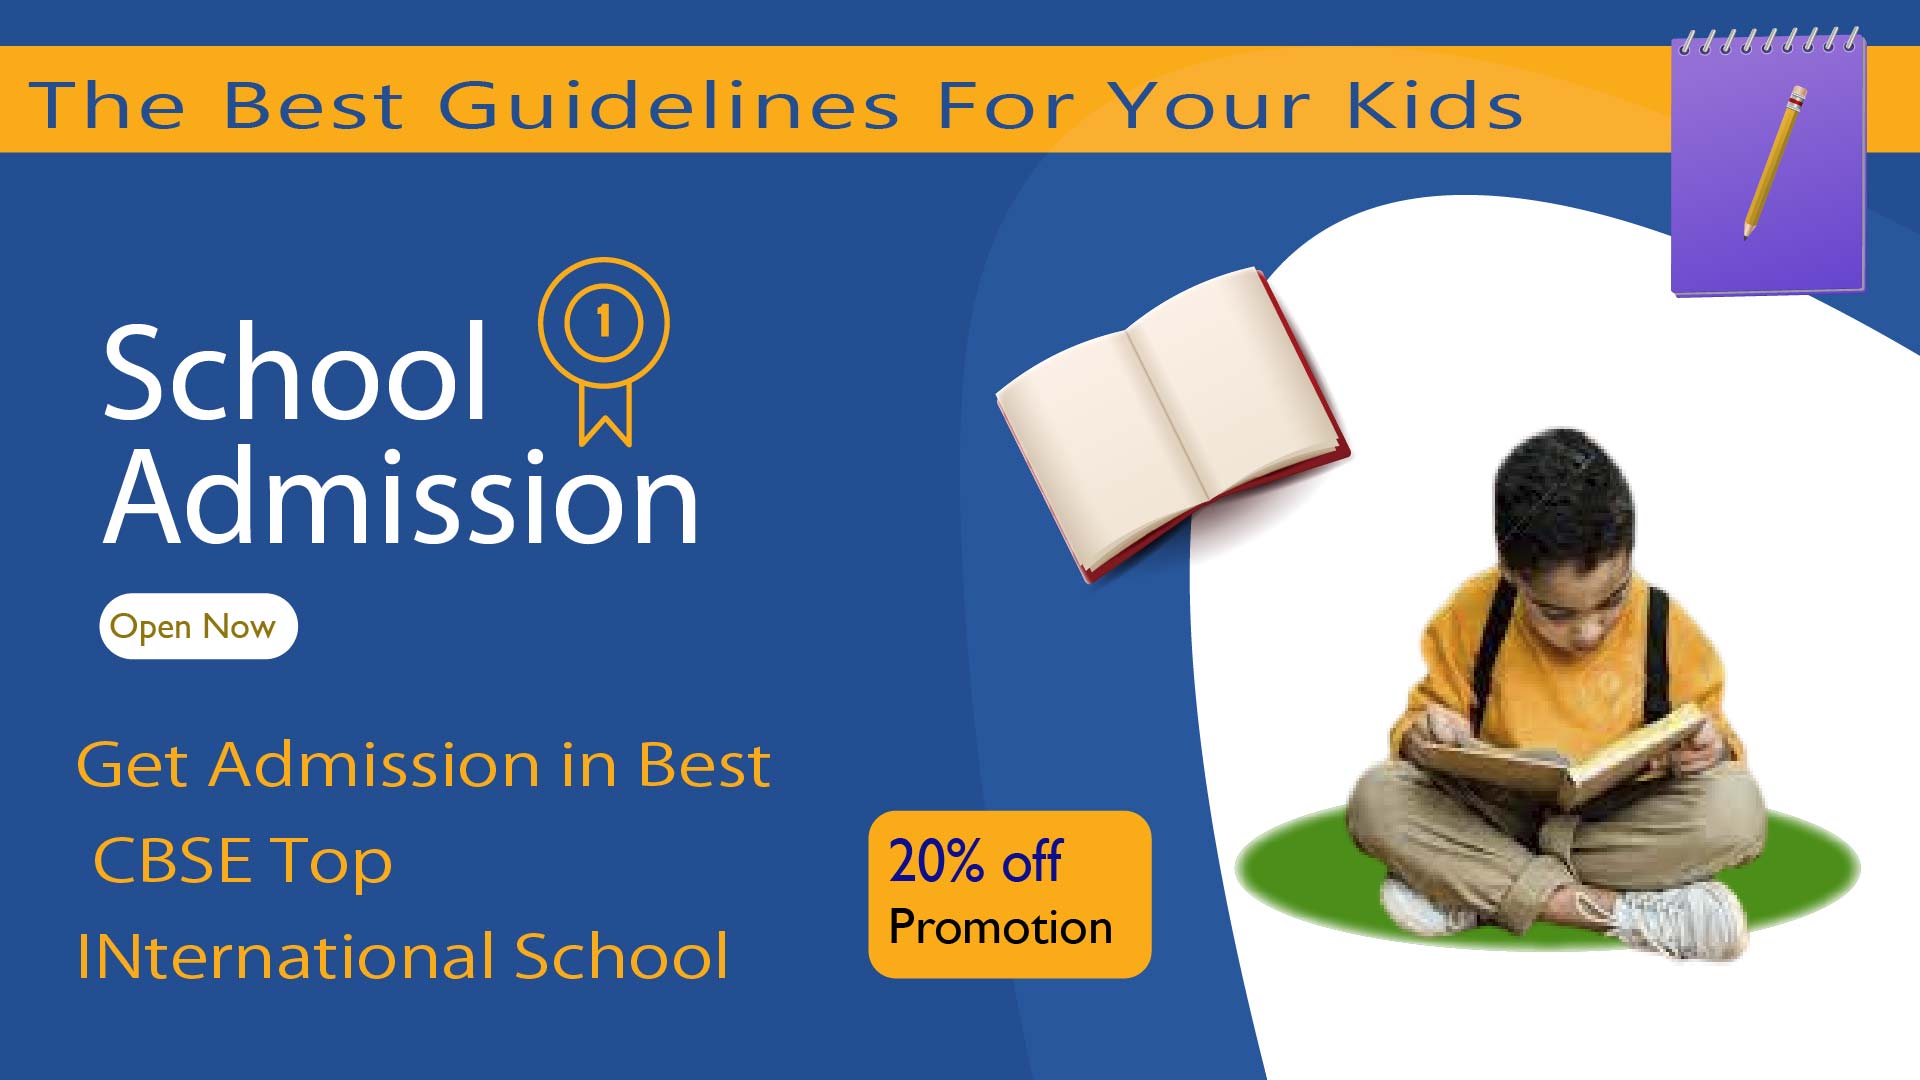 The Best Guidelines For Your Kids
1
School
Admission
Open Now
Get Admission in Best
CBSE Top
INternational School
20% off
Promotion